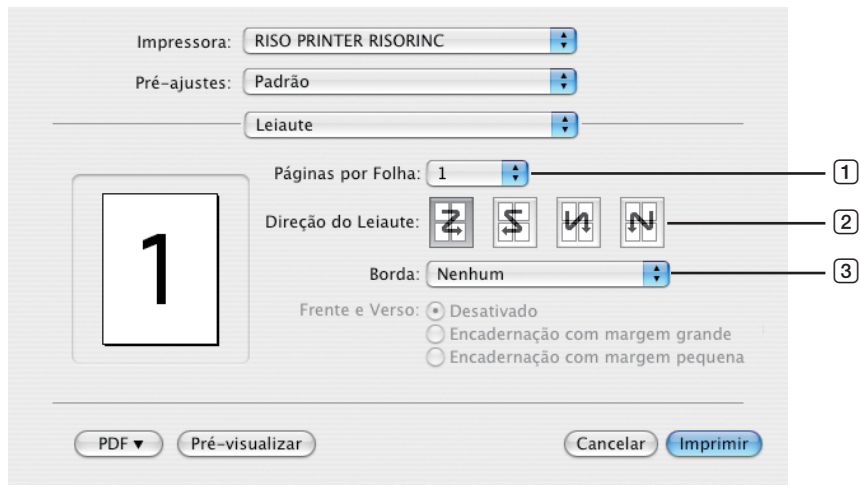 Impressora: RISO PRINTER RISORINC
Pré-ajustes: Padrão
Leiaute
Páginas por Folha: 1 1
Direção do Leiaute: 2
Borda: Nenhum 3
1
Frente e Verso: Desativado
Encadernação com margem grande
Encadernação com margem pequena
PDF ▼ Pré-visualizar Cancelar Imprimir